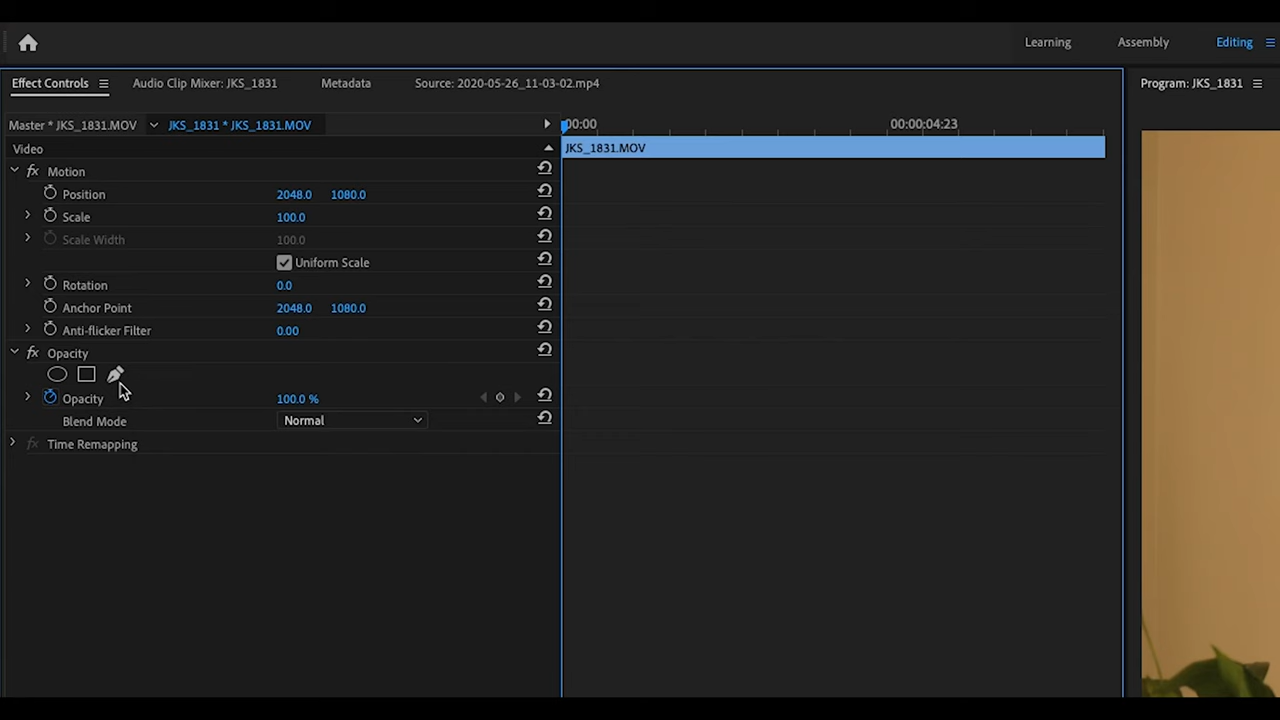 Learning Assembly Editing
Effect Controls Audio Clip Mixer: JKS_1831 Metadata Source: 2020-05-26_11-03-02.mp4 Program: JKS_1831
Master * JKS_1831.MOV JKS_1831 * JKS_1831.MOV :00:00 00:00:04:23
Video JKS_1831.MOV
fx Motion
Position 2048.0 1080.0
Scale 100.0
Scale Width 100.0
Uniform Scale
Rotation 0.0
Anchor Point 2048.0 1080.0
Anti-flicker Filter 0.00
fx Opacity
Opacity 100.0 %
Blend Mode Normal
fx Time Remapping